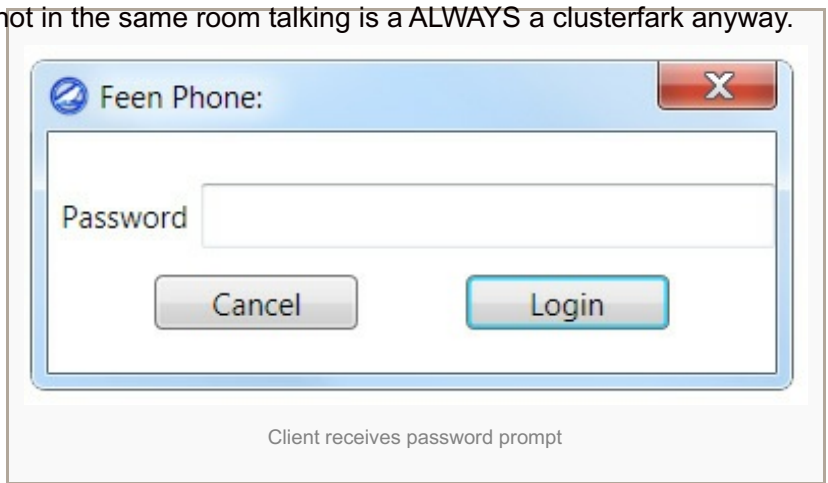 not in the same room talking is a ALWAYS a clusterfark anyway.
Feen Phone:
Password
Cancel
Login
Client receives password prompt